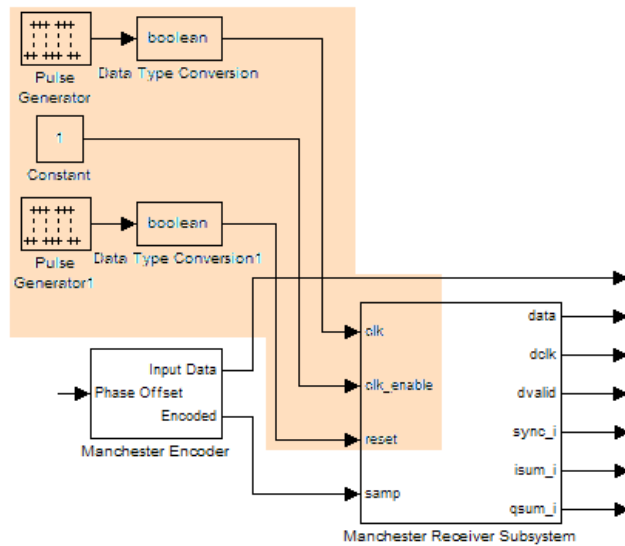 boolean
Pulse
Generator
Data Type Conversion
1
Constant
boolean
Pulse
Generator1
Data Type Conversion1
Input Data
Phase Offset
Encoded
Manchester Encoder
clk
clk_enable
reset
samp
data
dclk
dvalid
sync_i
isum_i
qsum_i
Manchester Receiver Subsystem